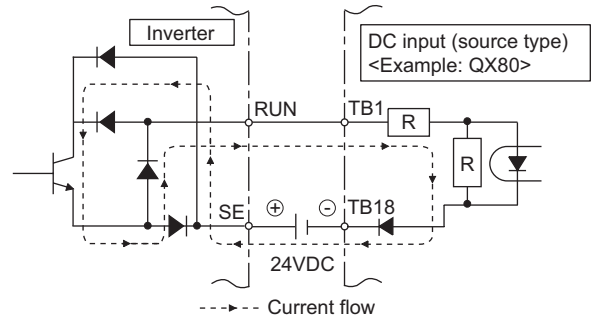 Inverter
DC input (source type)
<Example: QX80>
RUN
TB1
R
R
SE
+
-
TB18
24VDC
Current flow